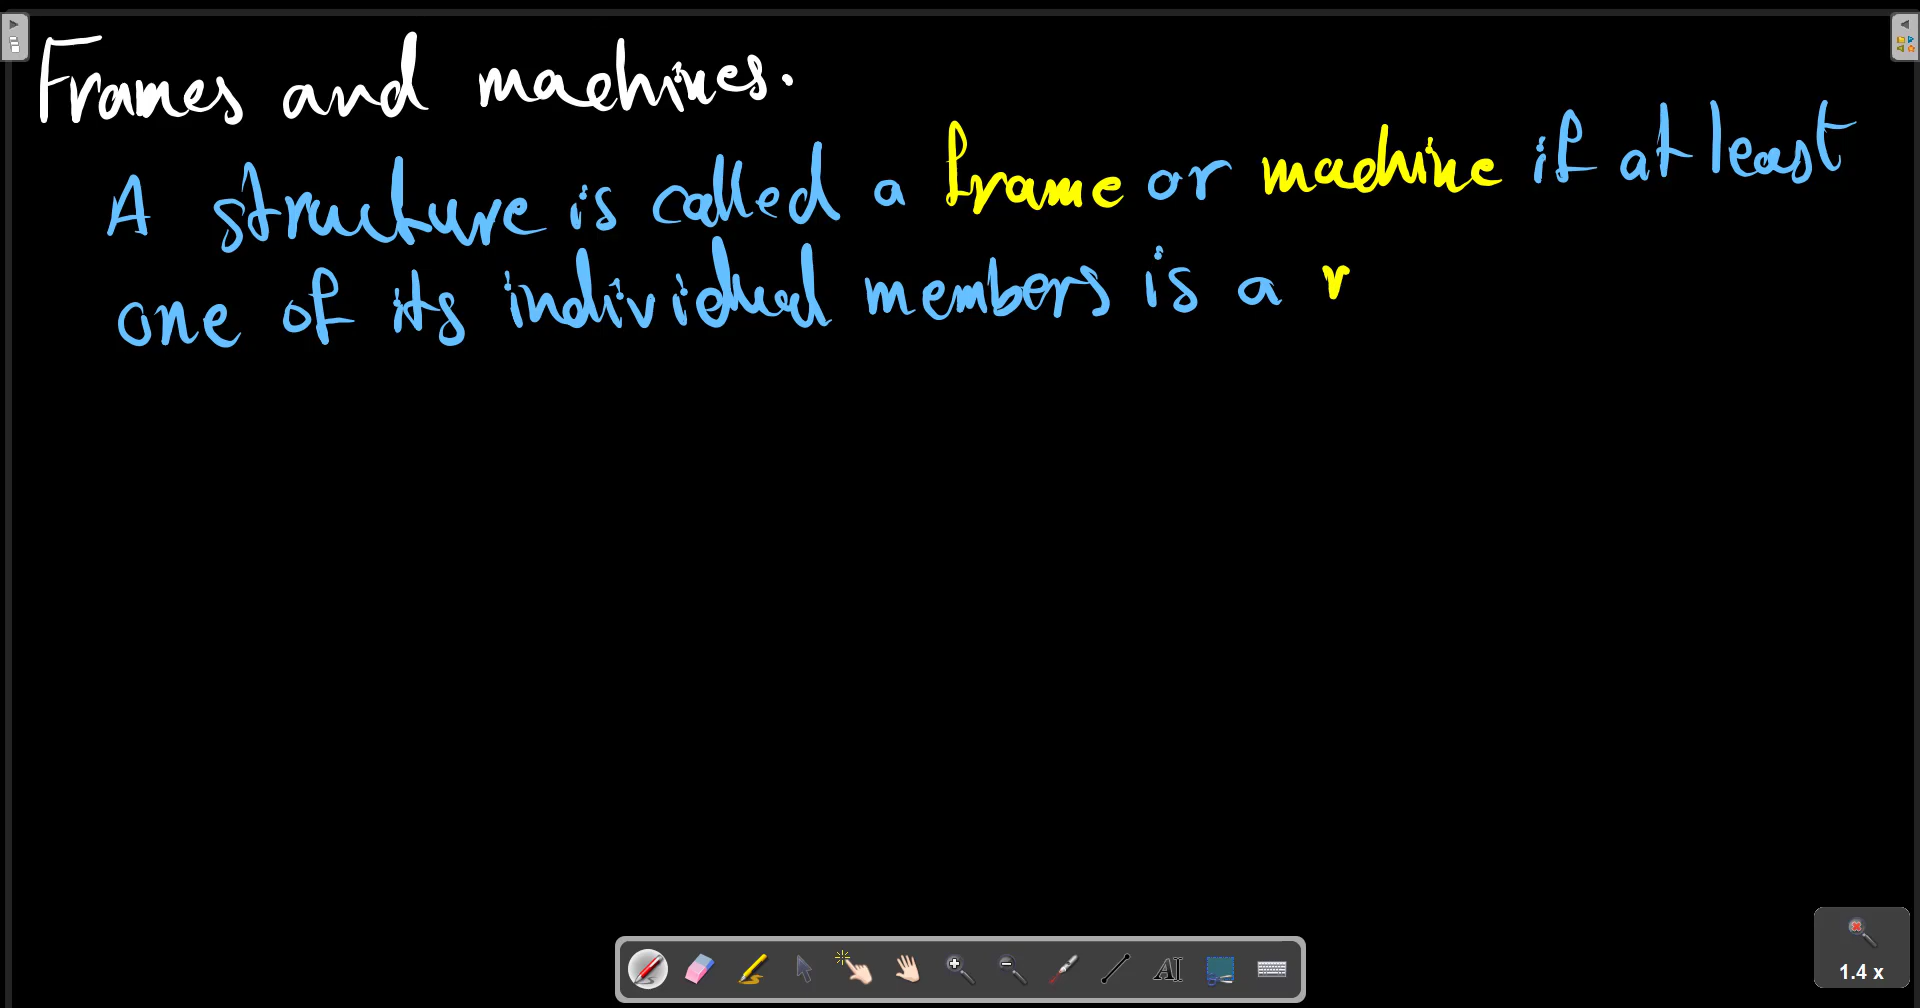 Frames and machines.
A structure is called a frame or machine if at least
one of its individual members is a
1.4 x